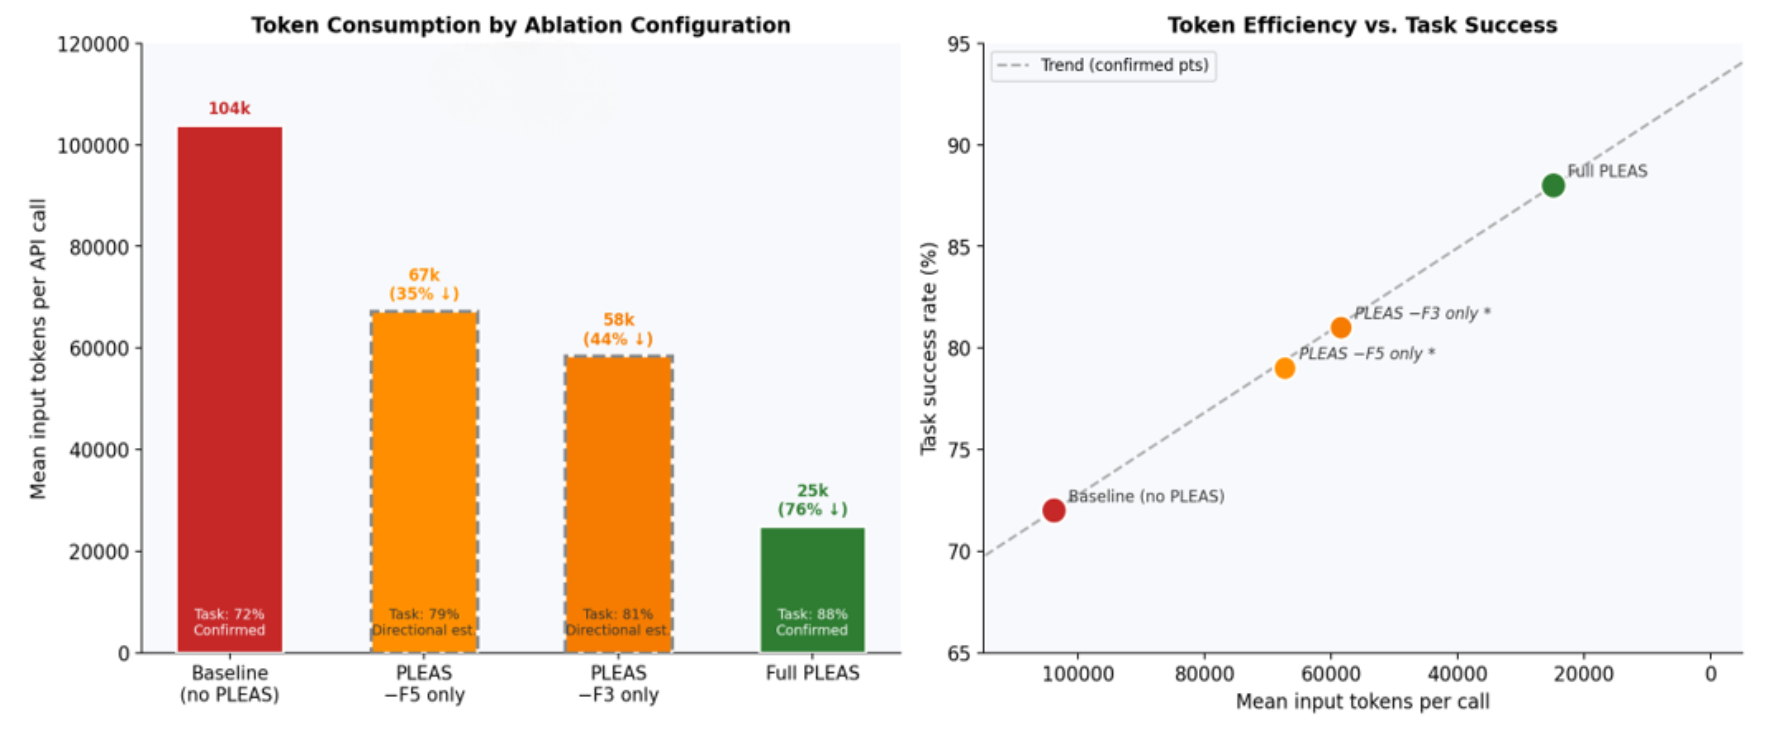 Token Consumption by Ablation Configuration
120000
100000
80000
60000
40000
20000
0
Mean input tokens per API call
104k
67k
(35% ↓)
58k
(44% ↓)
25k
(76% ↓)
Task: 72%
Confirmed
Task: 79%
Directional est.
Task: 81%
Directional est.
Task: 88%
Confirmed
Baseline
(no PLEAS)
PLEAS
−F5 only
PLEAS
−F3 only
Full PLEAS
Token Efficiency vs. Task Success
Trend (confirmed pts)
95
90
85
80
75
70
65
Task success rate (%)
Full PLEAS
PLEAS −F3 only *
PLEAS −F5 only *
Baseline (no PLEAS)
100000
80000
60000
40000
20000
0
Mean input tokens per call